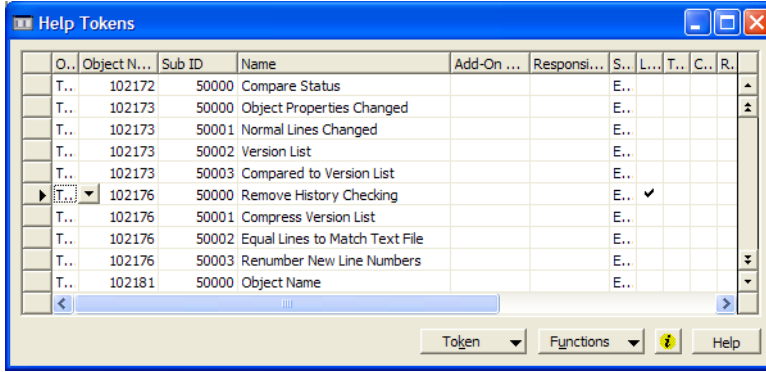 Help Tokens
O.. Object N... Sub ID Name Add-On ... Responsi... S.. L... T.. C.. R.
T.. 102172 50000 Compare Status E..
T.. 102173 50000 Object Properties Changed E..
T.. 102173 50001 Normal Lines Changed E..
T.. 102173 50002 Version List E..
T.. 102173 50003 Compared to Version List E..
T.. 102176 50000 Remove History Checking E.. ✔
T.. 102176 50001 Compress Version List E..
T.. 102176 50002 Equal Lines to Match Text File E..
T.. 102176 50003 Renumber New Line Numbers E..
T.. 102181 50000 Object Name E..
Token Functions i Help